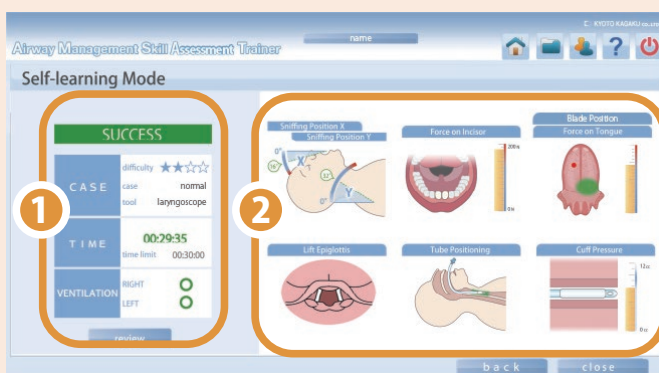 KYOTO KAGAKU co.,LTD
Airway Management Skill Assessment Trainer
name
?
Self-learning Mode
1
SUCCESS
CASE
difficulty ★★☆☆
case normal
tool laryngoscope
TIME
00:29:35
time limit 00:30:00
VENTILATION
RIGHT
LEFT
review
2
Sniffing Position X
Sniffing Position Y
0°
X
0°
Y
Force on Incisor
Blade Position
Force on Tongue
Lift Epiglottis
Tube Positioning
Cuff Pressure
back
close